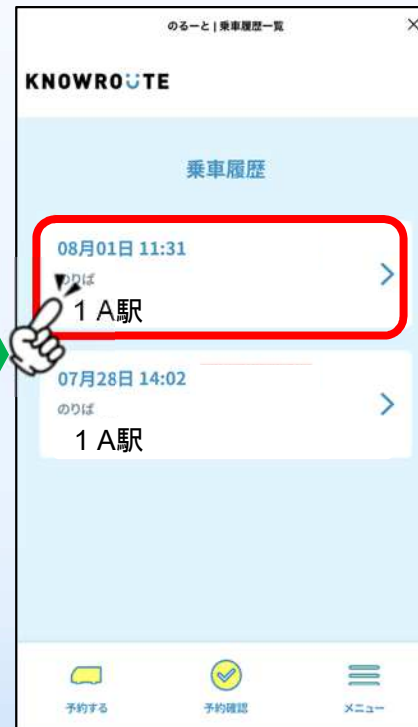 のるーと | 乗車履歴一覧
KNOWROUTE
乗車履歴
08月01日 11:31
のりば
1 A駅
07月28日 14:02
のりば
1 A駅
予約する 予約確認 メニュー